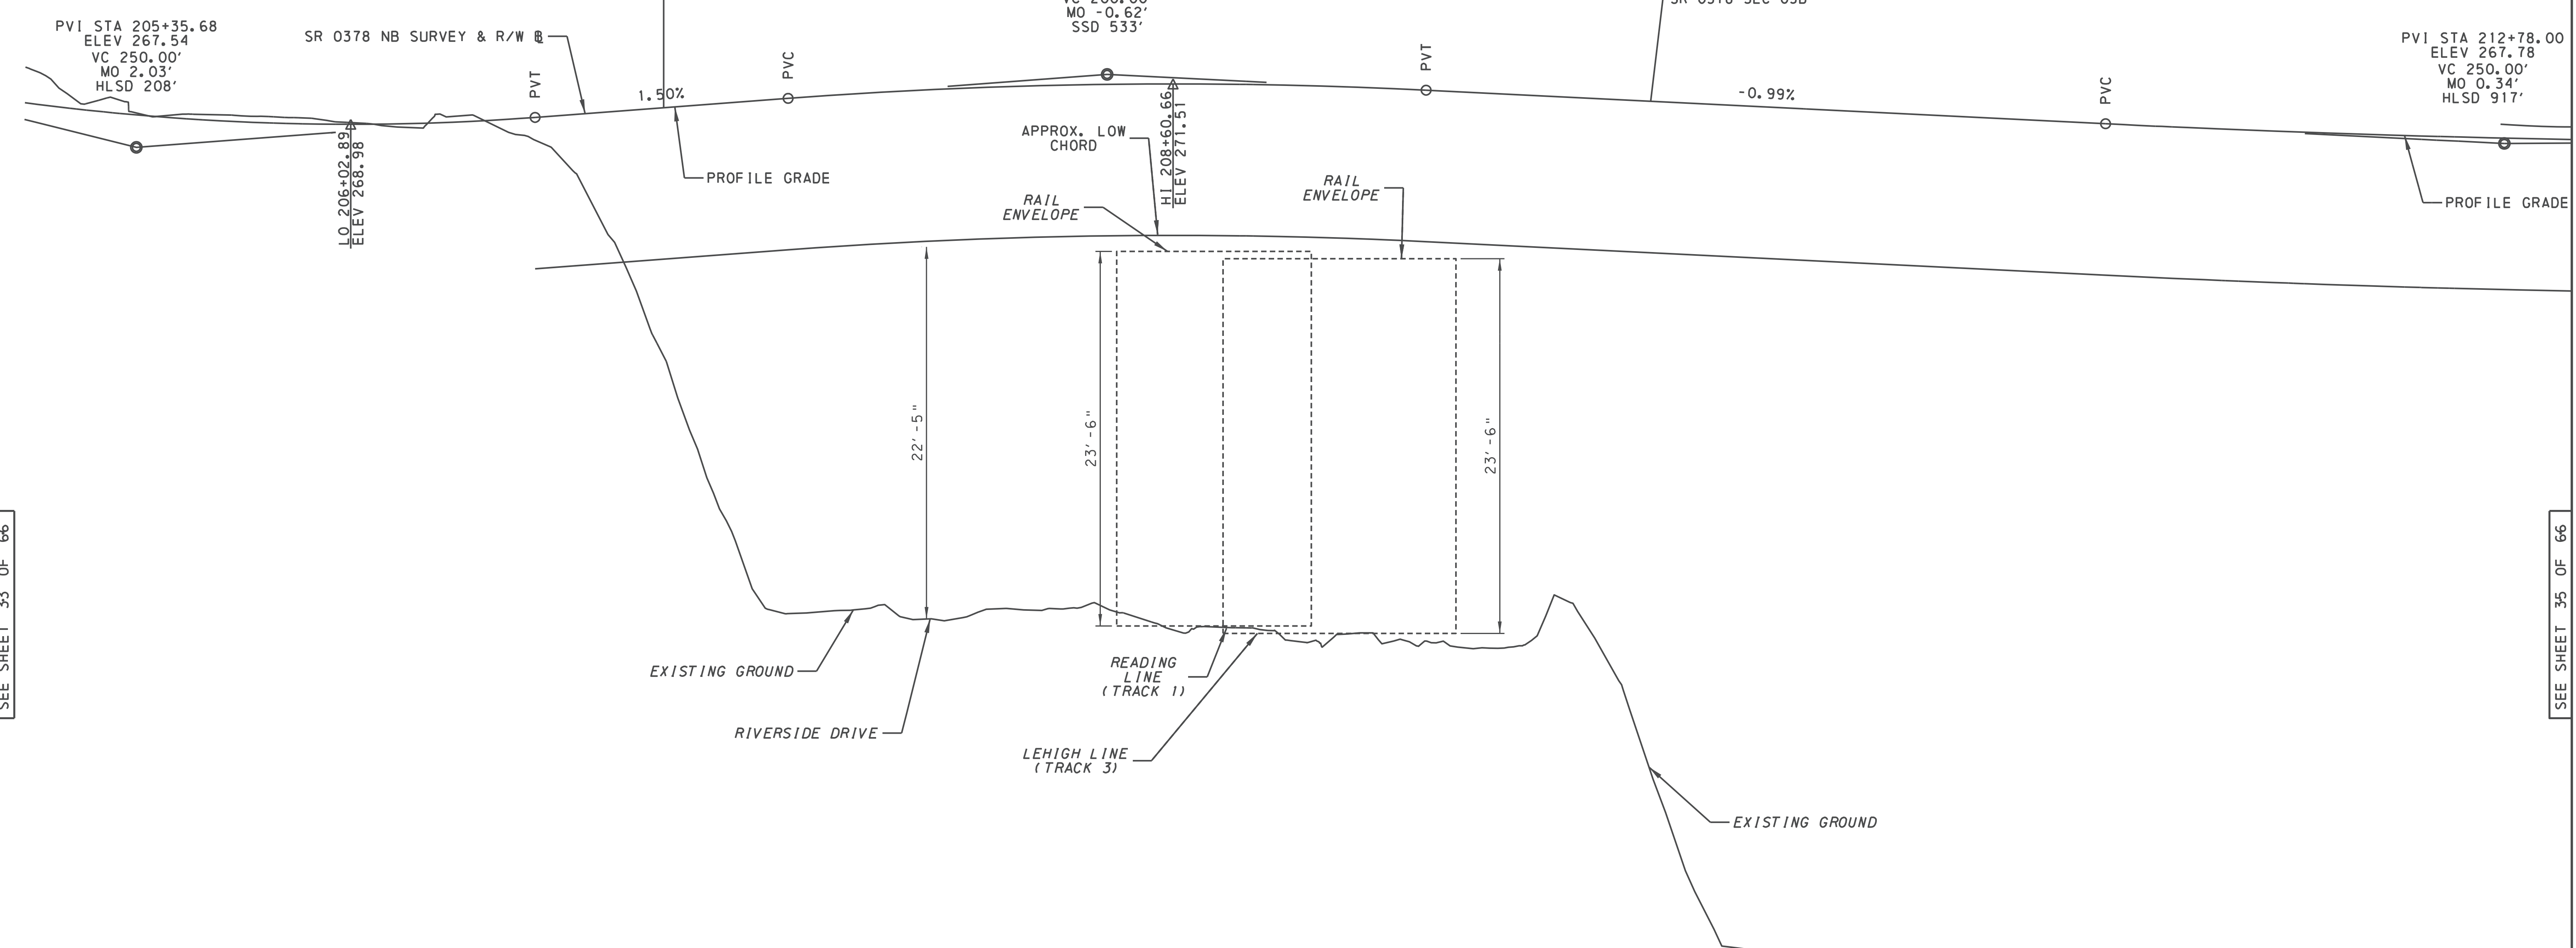 PVI STA 205+35.68
ELEV 267.54
VC 250.00'
MO 2.03'
HLSD 208'
SR 0378 NB SURVEY & R/W
PVT
1.50%
PVC
MO -0.62'
SSD 533'
PVT
-0.99%
PVC
PVI STA 212+78.00
ELEV 267.78
VC 250.00'
MO 0.34'
HLSD 917'
LO 206+02.89
ELEV 268.98
PROFILE GRADE
APPROX. LOW
CHORD
HI 208+60.66
ELEV 271.51
RAIL
ENVELOPE
RAIL
ENVELOPE
PROFILE GRADE
22'-5"
23'-6"
23'-6"
SEE SHEET 33 OF 66
SEE SHEET 35 OF 66
EXISTING GROUND
RIVERSIDE DRIVE
READING
LINE
(TRACK 1)
LEHIGH LINE
(TRACK 3)
EXISTING GROUND